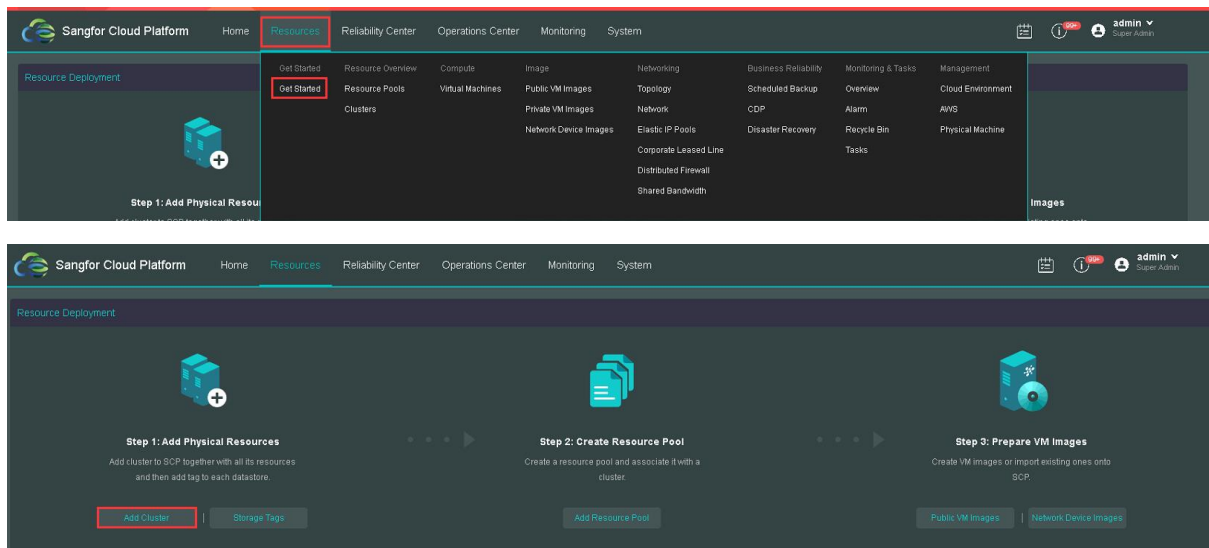 Sangfor Cloud Platform Home Resources Reliability Center Operations Center Monitoring System 99+ admin
Super Admin
Resource Deployment
Get Started Resource Overview Compute Image Networking Business Reliability Monitoring & Tasks Management
Get Started Resource Pools Virtual Machines Public VM Images Topology Scheduled Backup Overview Cloud Environment
Clusters Private VM Images Network CDP Alarm AWS
Network Device Images Elastic IP Pools Disaster Recovery Recycle Bin Physical Machine
Corporate Leased Line Tasks
Distributed Firewall
Shared Bandwidth
Step 1: Add Physical Resou Images
Sangfor Cloud Platform Home Resources Reliability Center Operations Center Monitoring System 99+ admin
Super Admin
Resource Deployment
Step 1: Add Physical Resources Step 2: Create Resource Pool Step 3: Prepare VM Images
Add cluster to SCP together with all its resources Create a resource pool and associate it with a Create VM images or import existing ones onto
and then add tag to each datastore. cluster. SCP.
Add Cluster | Storage Tags Add Resource Pool Public VM Images | Network Device Images